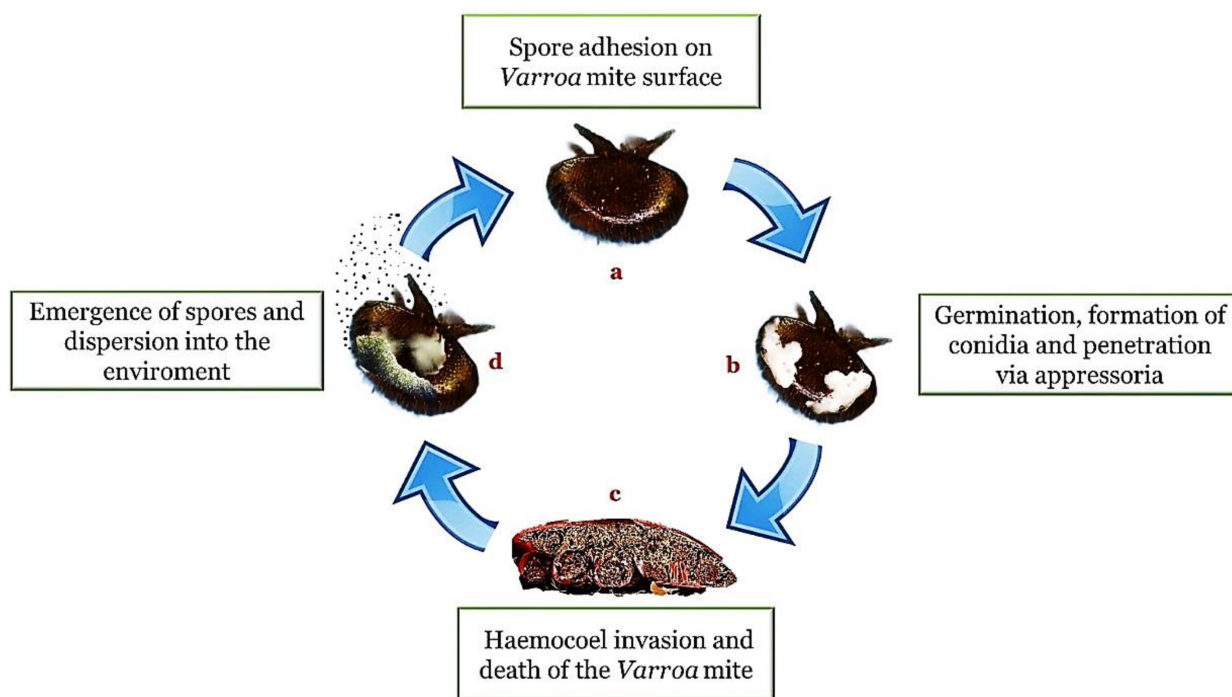 Spore adhesion on
Varroa mite surface
a
Germination, formation of
conidia and penetration
via appressoria
b
c
Haemocoel invasion and
death of the Varroa mite
Emergence of spores and
dispersion into the
enviroment
d